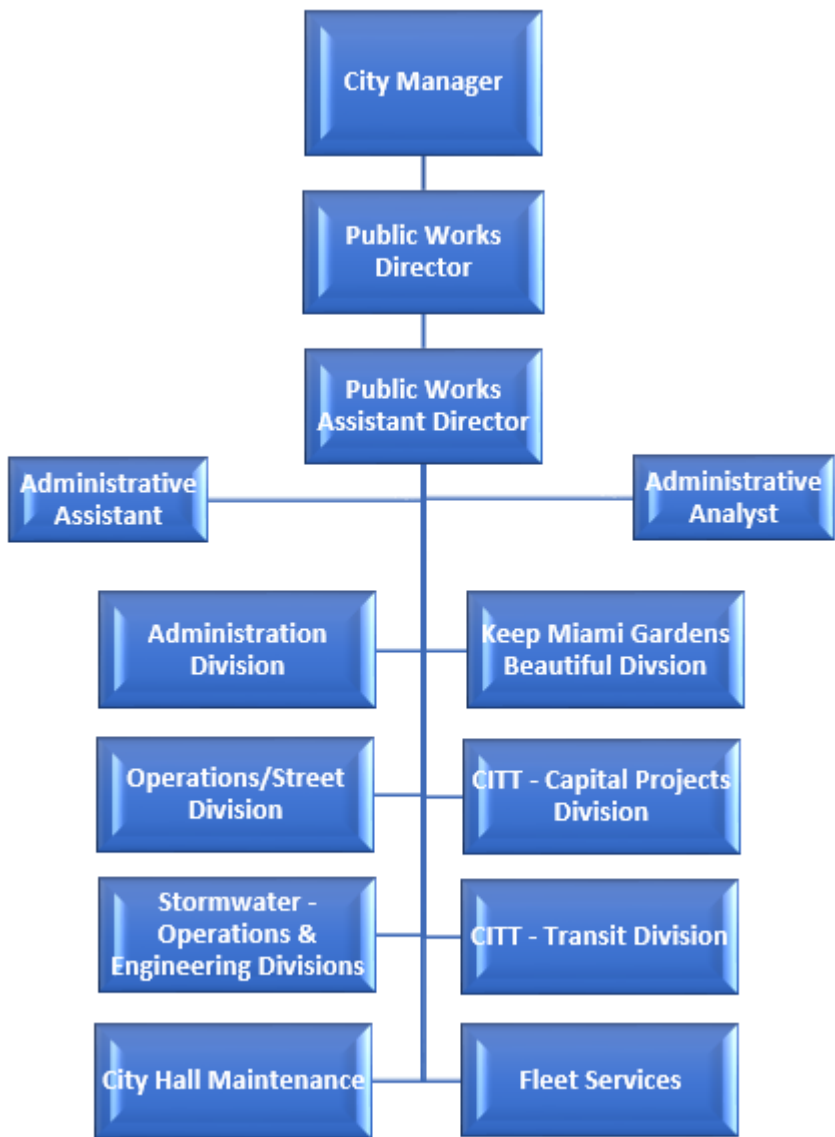 City Manager
Public Works
Director
Public Works
Assistant Director
Administrative
Assistant
Administrative
Analyst
Administration
Division
Keep Miami Gardens
Beautiful Divsion
Operations/Street
Division
CITT - Capital Projects
Division
Stormwater -
Operations &
Engineering Divisions
CITT - Transit Division
City Hall Maintenance
Fleet Services